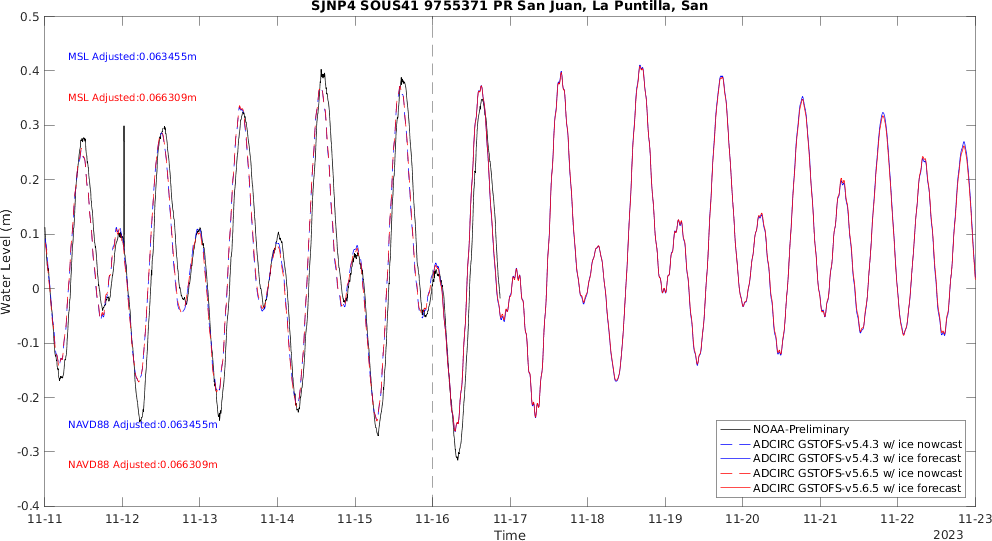 SJNP4 SOUS41 9755371 PR San Juan, La Puntilla, San
Water Level (m)
0.5
0.4
0.3
0.2
0.1
0
-0.1
-0.2
-0.3
-0.4
MSL Adjusted:0.063455m
MSL Adjusted:0.066309m
NAVD88 Adjusted:0.063455m
NAVD88 Adjusted:0.066309m
NOAA-Preliminary
ADCIRC GSTOFS-v5.4.3 w/ ice nowcast
ADCIRC GSTOFS-v5.4.3 w/ ice forecast
ADCIRC GSTOFS-v5.6.5 w/ ice nowcast
ADCIRC GSTOFS-v5.6.5 w/ ice forecast
11-11 11-12 11-13 11-14 11-15 11-16 11-17 11-18 11-19 11-20 11-21 11-22 11-23
Time
2023